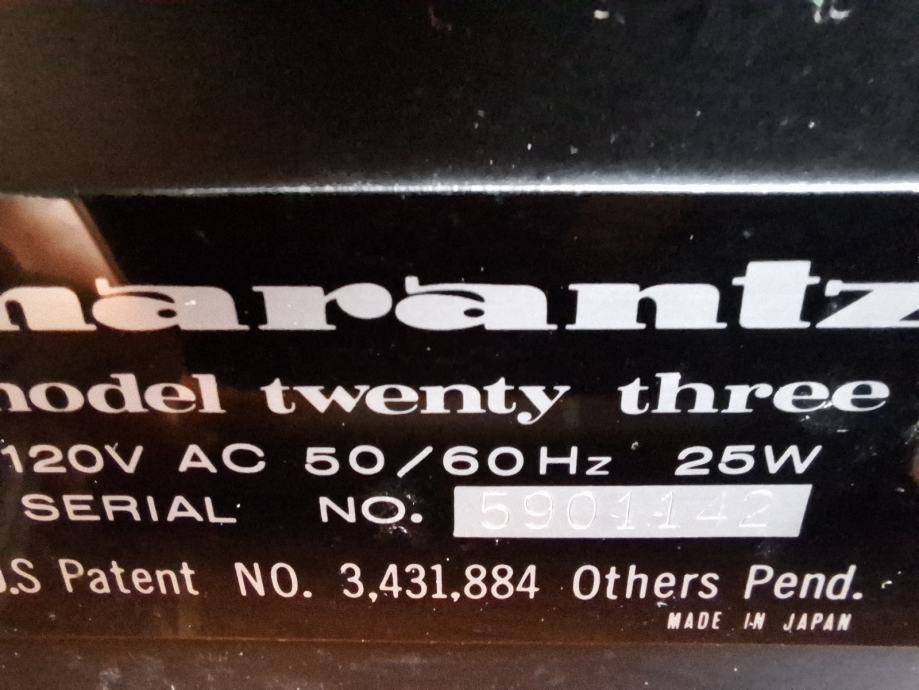 marantz
model twenty three
120V AC 50/60Hz 25W
SERIAL NO. 5901142
U.S Patent NO. 3,431,884 Others Pend.
MADE IN JAPAN